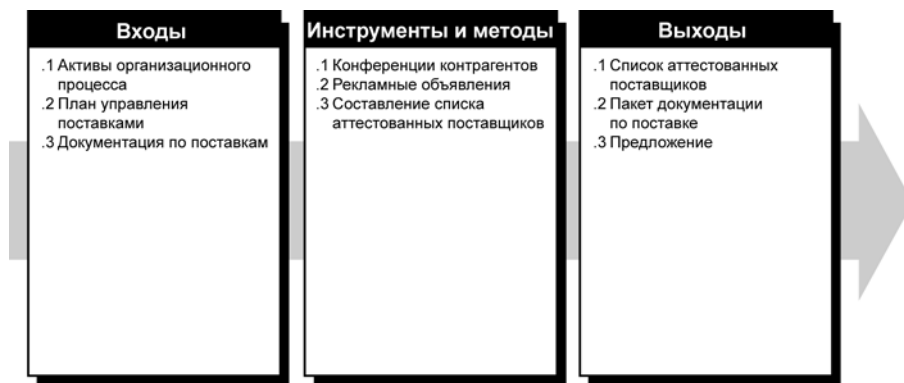 Входы
.1 Активы организационного
процесса
.2 План управления
поставками
.3 Документация по поставкам
Инструменты и методы
.1 Конференции контрагентов
.2 Рекламные объявления
.3 Составление списка
аттестованных поставщиков
Выходы
.1 Список аттестованных
поставщиков
.2 Пакет документации
по поставке
.3 Предложение